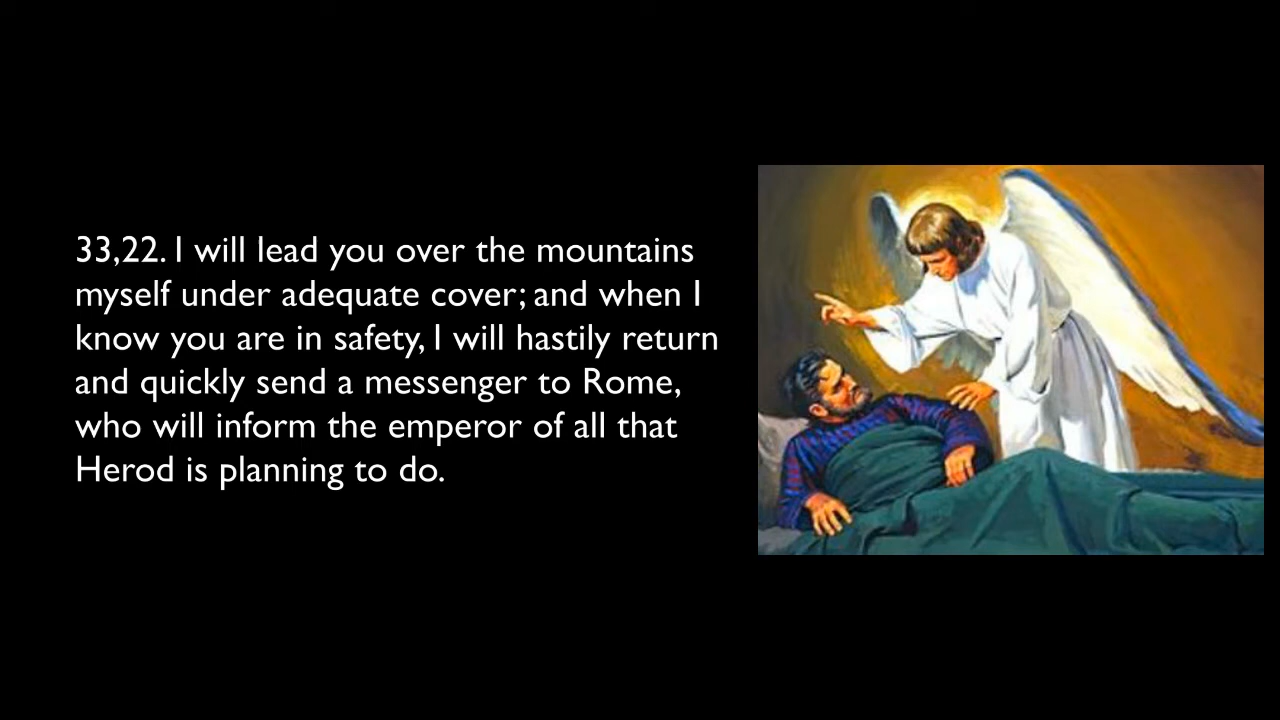 33,22. I will lead you over the mountains
myself under adequate cover; and when I
know you are in safety, I will hastily return
and quickly send a messenger to Rome,
who will inform the emperor of all that
Herod is planning to do.